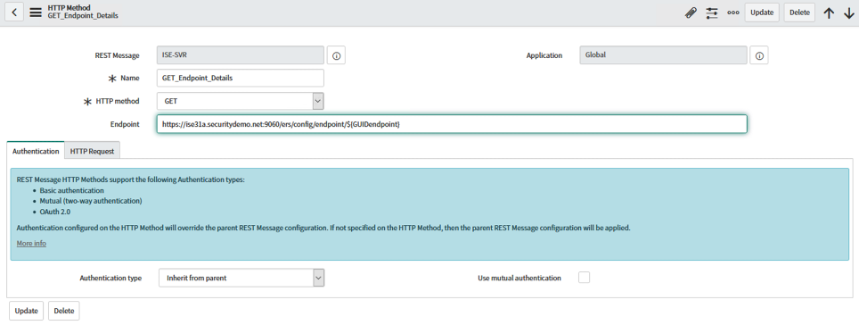 HTTP Method
GET_Endpoint_Details
Update
Delete
REST Message
ISE-SVR
Application
Global
Name
GET_Endpoint_Details
HTTP method
GET
Endpoint
https://ise31a.securitydemo.net:9060/ers/config/endpoint/${GUIDendpoint}
Authentication
HTTP Request
REST Message HTTP Methods support the following Authentication types:
Basic authentication
Mutual (two-way authentication)
OAuth 2.0
Authentication configured on the HTTP Method will override the parent REST Message configuration. If not specified on the HTTP Method, then the parent REST Message configuration will be applied.
More info
Authentication type
Inherit from parent
Use mutual authentication
Update
Delete